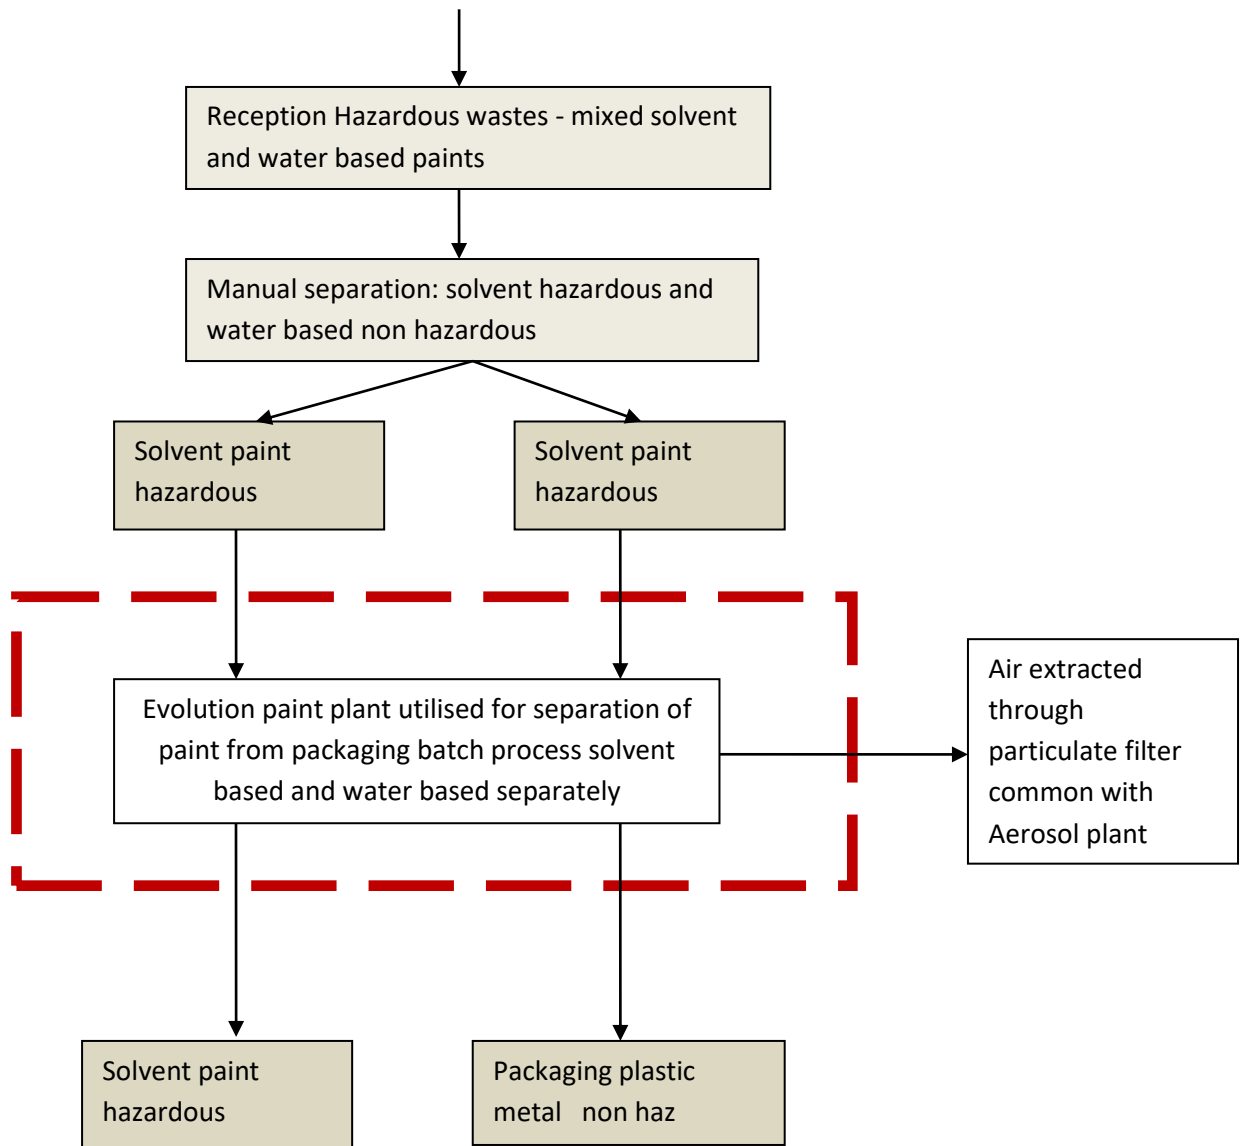 Reception Hazardous wastes - mixed solvent
and water based paints
Manual separation: solvent hazardous and
water based non hazardous
Solvent paint
hazardous
Solvent paint
hazardous
Evolution paint plant utilised for separation of
paint from packaging batch process solvent
based and water based separately
Air extracted
through
particulate filter
common with
Aerosol plant
Solvent paint
hazardous
Packaging plastic
metal   non haz